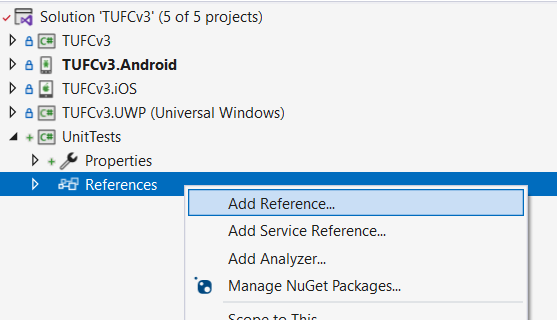 Solution 'TUFCv3' (5 of 5 projects)
C# TUFCv3
TUFCv3.Android
TUFCv3.iOS
C# TUFCv3.UWP (Universal Windows)
C# UnitTests
Properties
References
Add Reference...
Add Service Reference...
Add Analyzer...
Manage NuGet Packages...
Scope to This